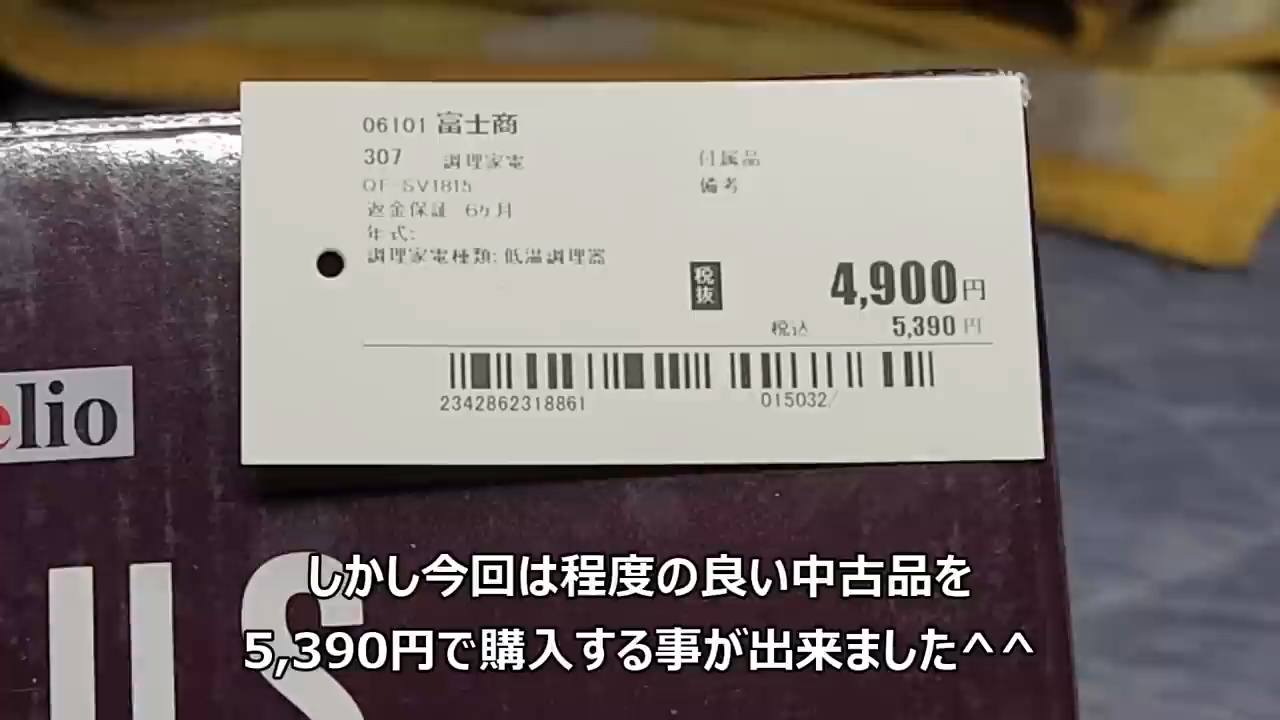 06101 富士商
307 調理家電
付属品
備考
返金保証 6ヶ月
年式:
調理家電種類: 低温調理器
税抜
4,900円
税込 5,390円
2342862318861
015032
elio
US
しかし今回は程度の良い中古品を
5,390円で購入する事が出来ました^^